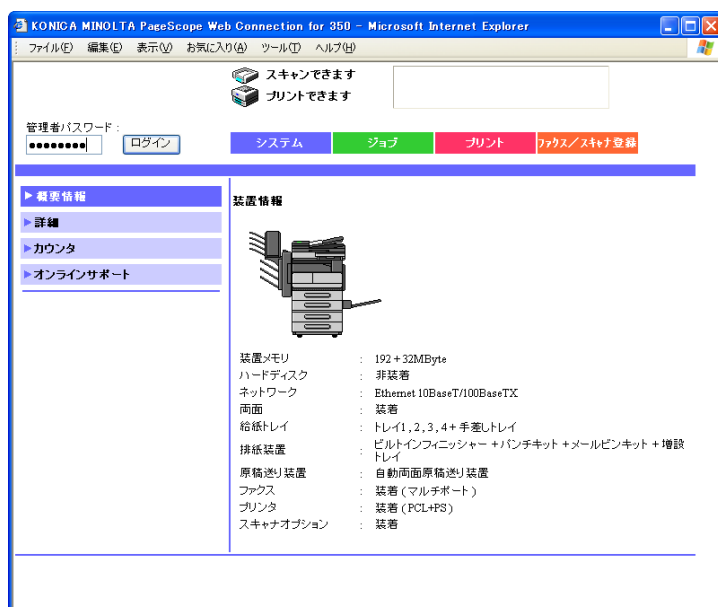 KONICA MINOLTA PageScope Web Connection for 350 - Microsoft Internet Explorer
ファイル(F) 編集(E) 表示(V) お気に入り(A) ツール(T) ヘルプ(H)
スキャンできます
プリントできます
管理者パスワード :
●●●●●●●● ログイン
システム ジョブ プリント ファクス/スキャナ登録
▶概要情報
▶詳細
▶カウンタ
▶オンラインサポート
装置情報
装置メモリ : 192 + 32MByte
ハードディスク : 非装着
ネットワーク : Ethernet 10BaseT/100BaseTX
両面 : 装着
給紙トレイ : トレイ1 , 2 , 3 , 4 + 手差しトレイ
排紙装置 : ビルトインフィニッシャー + パンチキット + メールビンキット + 増設
トレイ
原稿送り装置 : 自動両面原稿送り装置
ファクス : 装着 ( マルチポート )
プリンタ : 装着 ( PCL+PS )
スキャナオプション : 装着